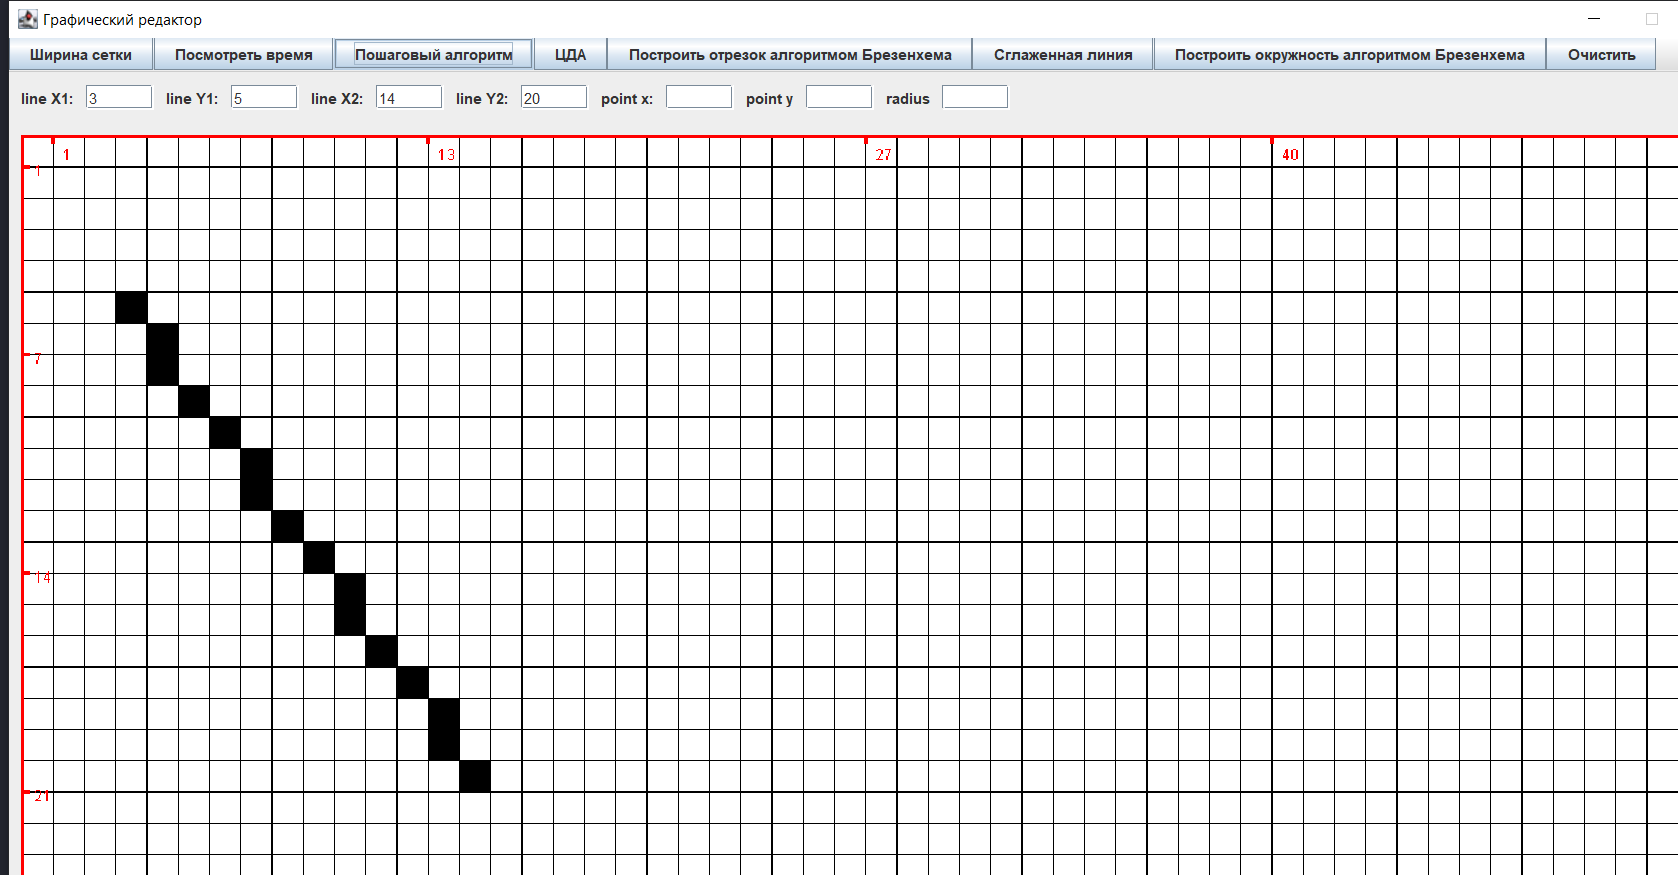 Графический редактор
Ширина сетки Посмотреть время Пошаговый алгоритм ЦДА Построить отрезок алгоритмом Брезенхема Сглаженная линия Построить окружность алгоритмом Брезенхема Очистить
line X1: 3 line Y1: 5 line X2: 14 line Y2: 20 point x: point y radius
1 13 27 40
1
7
14
21